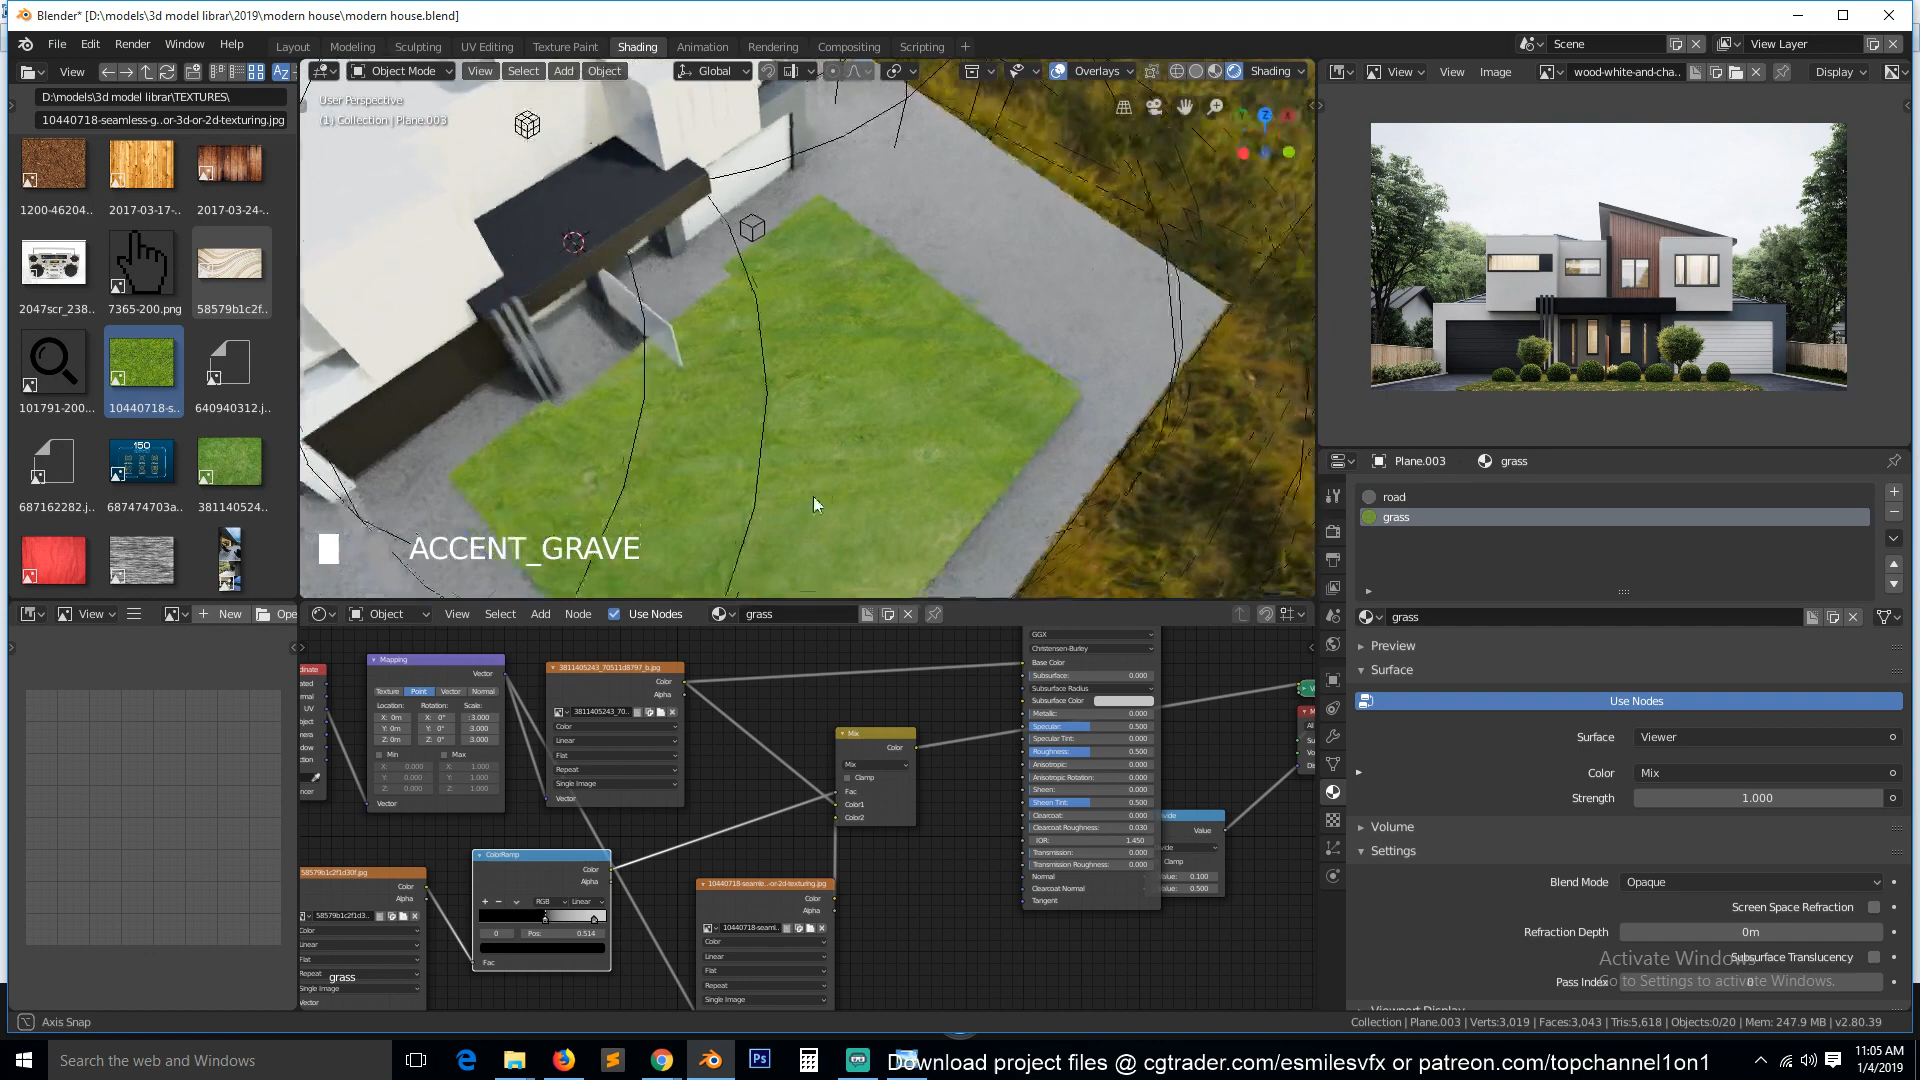 Blender* [D:\models\3d model librar\2019\modern house\modern house.blend]
File Edit Render Window Help
Layout Modeling Sculpting UV Editing Texture Paint Shading Animation Rendering Compositing Scripting +
Scene
View Layer
View
D:\models\3d model librar\TEXTURES\
10440718-seamless-g..or-3d-or-2d-texturing.jpg
1200-46204.. 2017-03-17-.. 2017-03-24-..
2047scr_238.. 7365-200.png 58579b1c2f..
101791-200... 10440718-s.. 640940312.j..
150
687162282.j.. 687474703a.. 381140524..
Object Mode View Select Add Object Global Overlays Shading
User Perspective
(1) Collection | Plane.003
ACCENT_GRAVE
View View Image wood-white-and-cha.. Display
Plane.003 grass
road
grass
grass
Preview
Surface
Use Nodes
Surface Viewer
Color Mix
Strength 1.000
Volume
Settings
Blend Mode Opaque
Screen Space Refraction
Refraction Depth 0m
Subsurface Translucency
Pass Index 0
Activate Windows
Go to Settings to activate Windows.
Viewport Display
View + New Ope
Object View Select Add Node Use Nodes grass
Mapping
Vector
Texture Point Vector Normal
Location: Rotation: Scale:
X: 0m X: 0° :3.000
Y: 0m Y: 0° :3.000
Z: 0m Z: 0° 3.000
Min Max
X: 0.000 X: 1.000
Y: 0.000 Y: 1.000
Z: 0.000 Z: 1.000
Vector
3811405243_70511d8797_b.jpg
Color
Alpha
3811405243_70..
Color
Linear
Flat
Repeat
Single Image
Vector
Mix
Color
Mix
Clamp
Fac
Color1
Color2
ColorRamp
Color
Alpha
+ − RGB Linear
0 Pos: 0.514
Fac
58579b1c2f1d30f.jpg
Color
Alpha
58579b1c2f1d3..
Color
Linear
Flat
Repeat
Single Image
Vector
grass
10440718-seamle..-or-2d-texturing.jpg
Color
Alpha
10440718-seaml..
Color
Linear
Flat
Repeat
Single Image
GGX
Christensen-Burley
Base Color
Subsurface: 0.000
Subsurface Radius
Subsurface Color
Metallic: 0.000
Specular: 0.500
Specular Tint: 0.000
Roughness: 0.500
Anisotropic: 0.000
Anisotropic Rotation: 0.000
Sheen: 0.000
Sheen Tint: 0.500
Clearcoat: 0.000
Clearcoat Roughness: 0.030
IOR: 1.450
Transmission: 0.000
Transmission Roughness: 0.000
Normal
Clearcoat Normal
Tangent
Value
Clamp
0.100
0.500
Axis Snap
Collection | Plane.003 | Verts:3,019 | Faces:3,043 | Tris:5,618 | Objects:0/20 | Mem: 247.9 MB | v2.80.39
Search the web and Windows
Download project files @ cgtrader.com/esmilesvfx or patreon.com/topchannel1on1
11:05 AM
1/4/2019